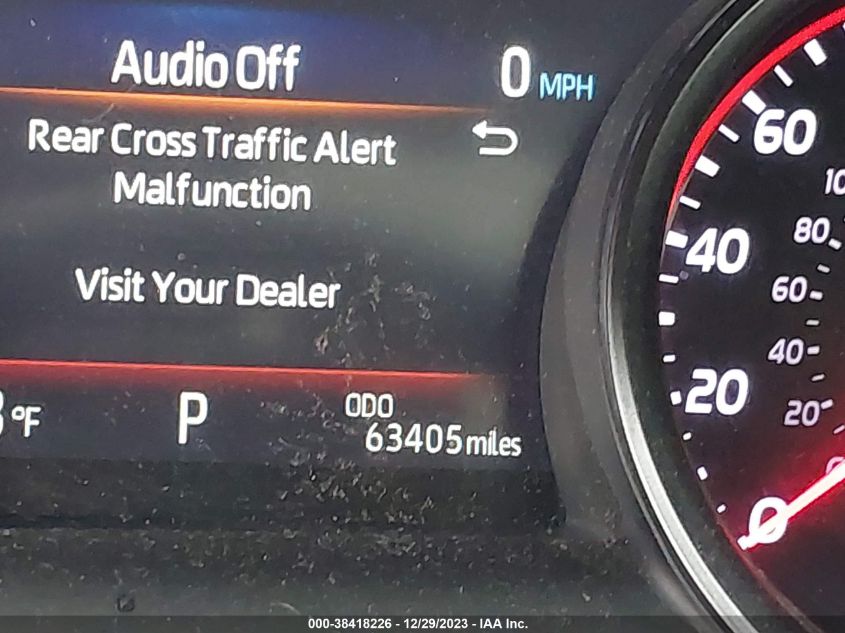 Audio Off 0 MPH
Rear Cross Traffic Alert
Malfunction
Visit Your Dealer
°F P ODO
63405 miles
60
80
40
60
40
20
20
0
000-38418226 - 12/29/2023 - IAA Inc.